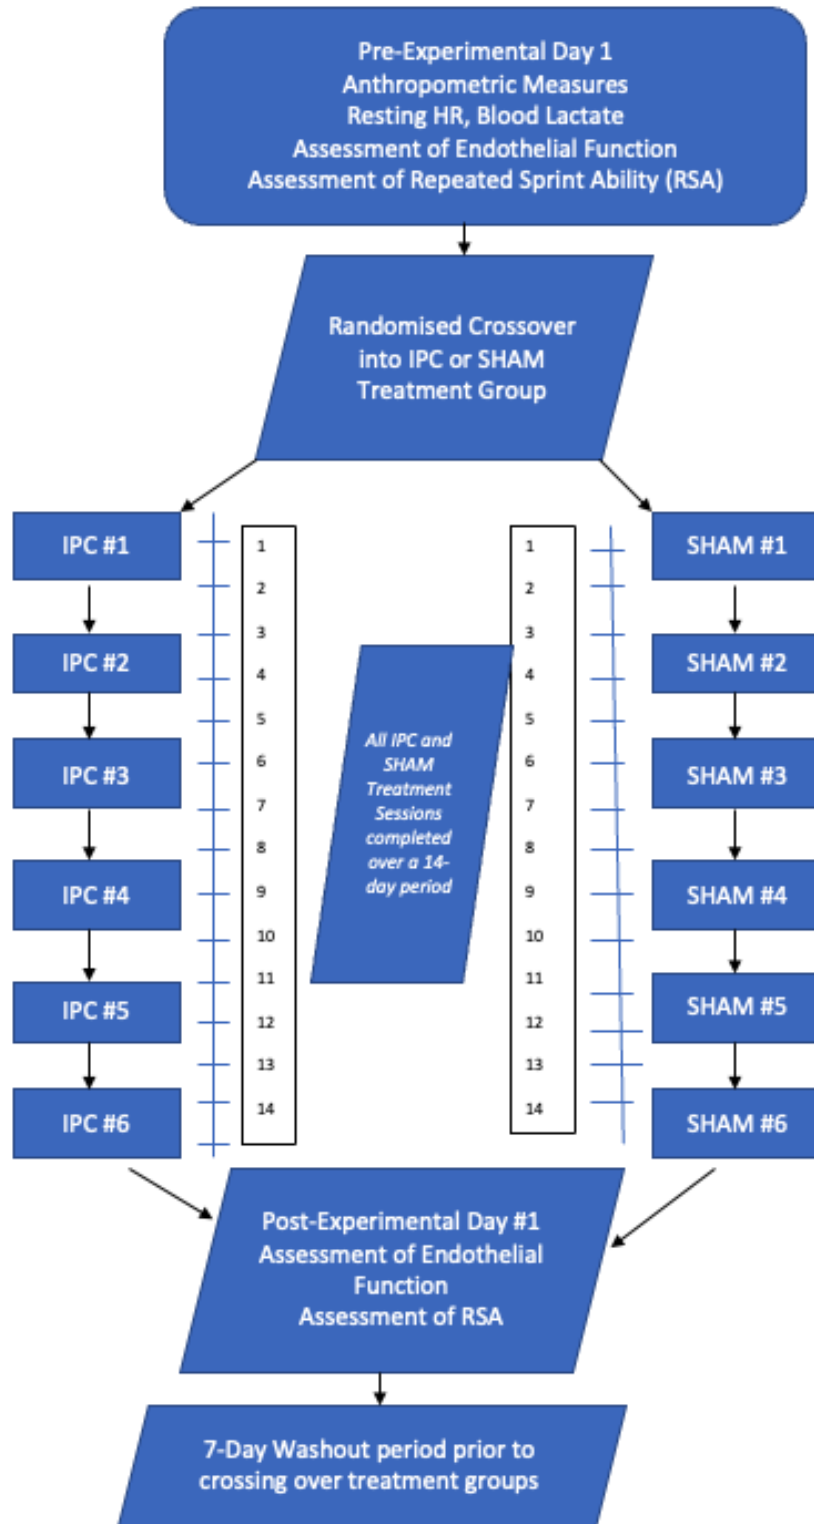 Pre-Experimental Day 1
Anthropometric Measures
Resting HR, Blood Lactate
Assessment of Endothelial Function
Assessment of Repeated Sprint Ability (RSA)
Randomised Crossover
into IPC or SHAM
Treatment Group
IPC #1
IPC #2
IPC #3
IPC #4
IPC #5
IPC #6
1
2
3
4
5
6
7
8
9
10
11
12
13
14
All IPC and
SHAM
Treatment
Sessions
completed
over a 14-
day period
1
2
3
4
5
6
7
8
9
10
11
12
13
14
SHAM #1
SHAM #2
SHAM #3
SHAM #4
SHAM #5
SHAM #6
Post-Experimental Day #1
Assessment of Endothelial
Function
Assessment of RSA
7-Day Washout period prior to
crossing over treatment groups